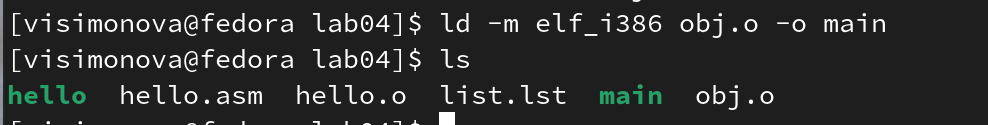 [visimonova@fedora lab04]$ ld -m elf_i386 obj.o -o main
[visimonova@fedora lab04]$ ls
hello hello.asm hello.o list.lst main obj.o